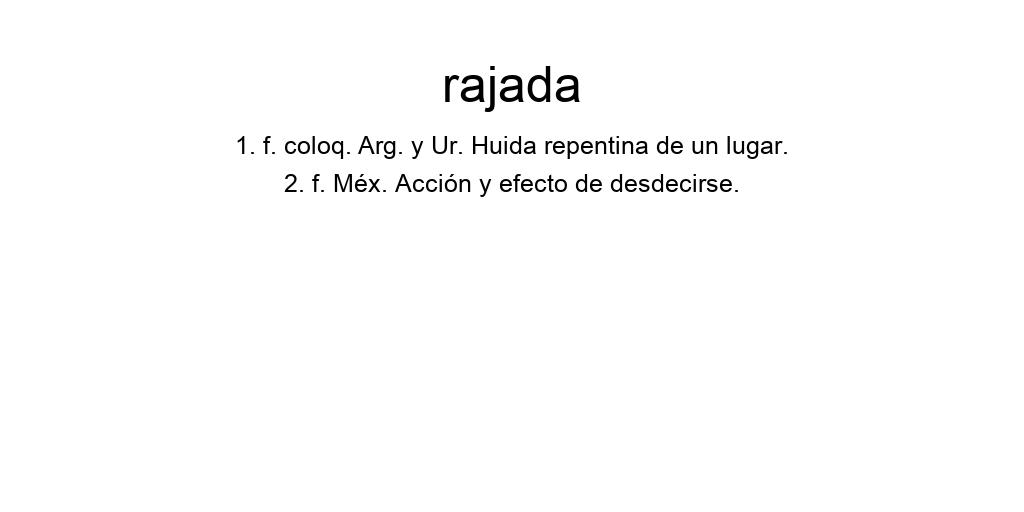 rajada
1. f. coloq. Arg. y Ur. Huida repentina de un lugar.
2. f. Méx. Acción y efecto de desdecirse.